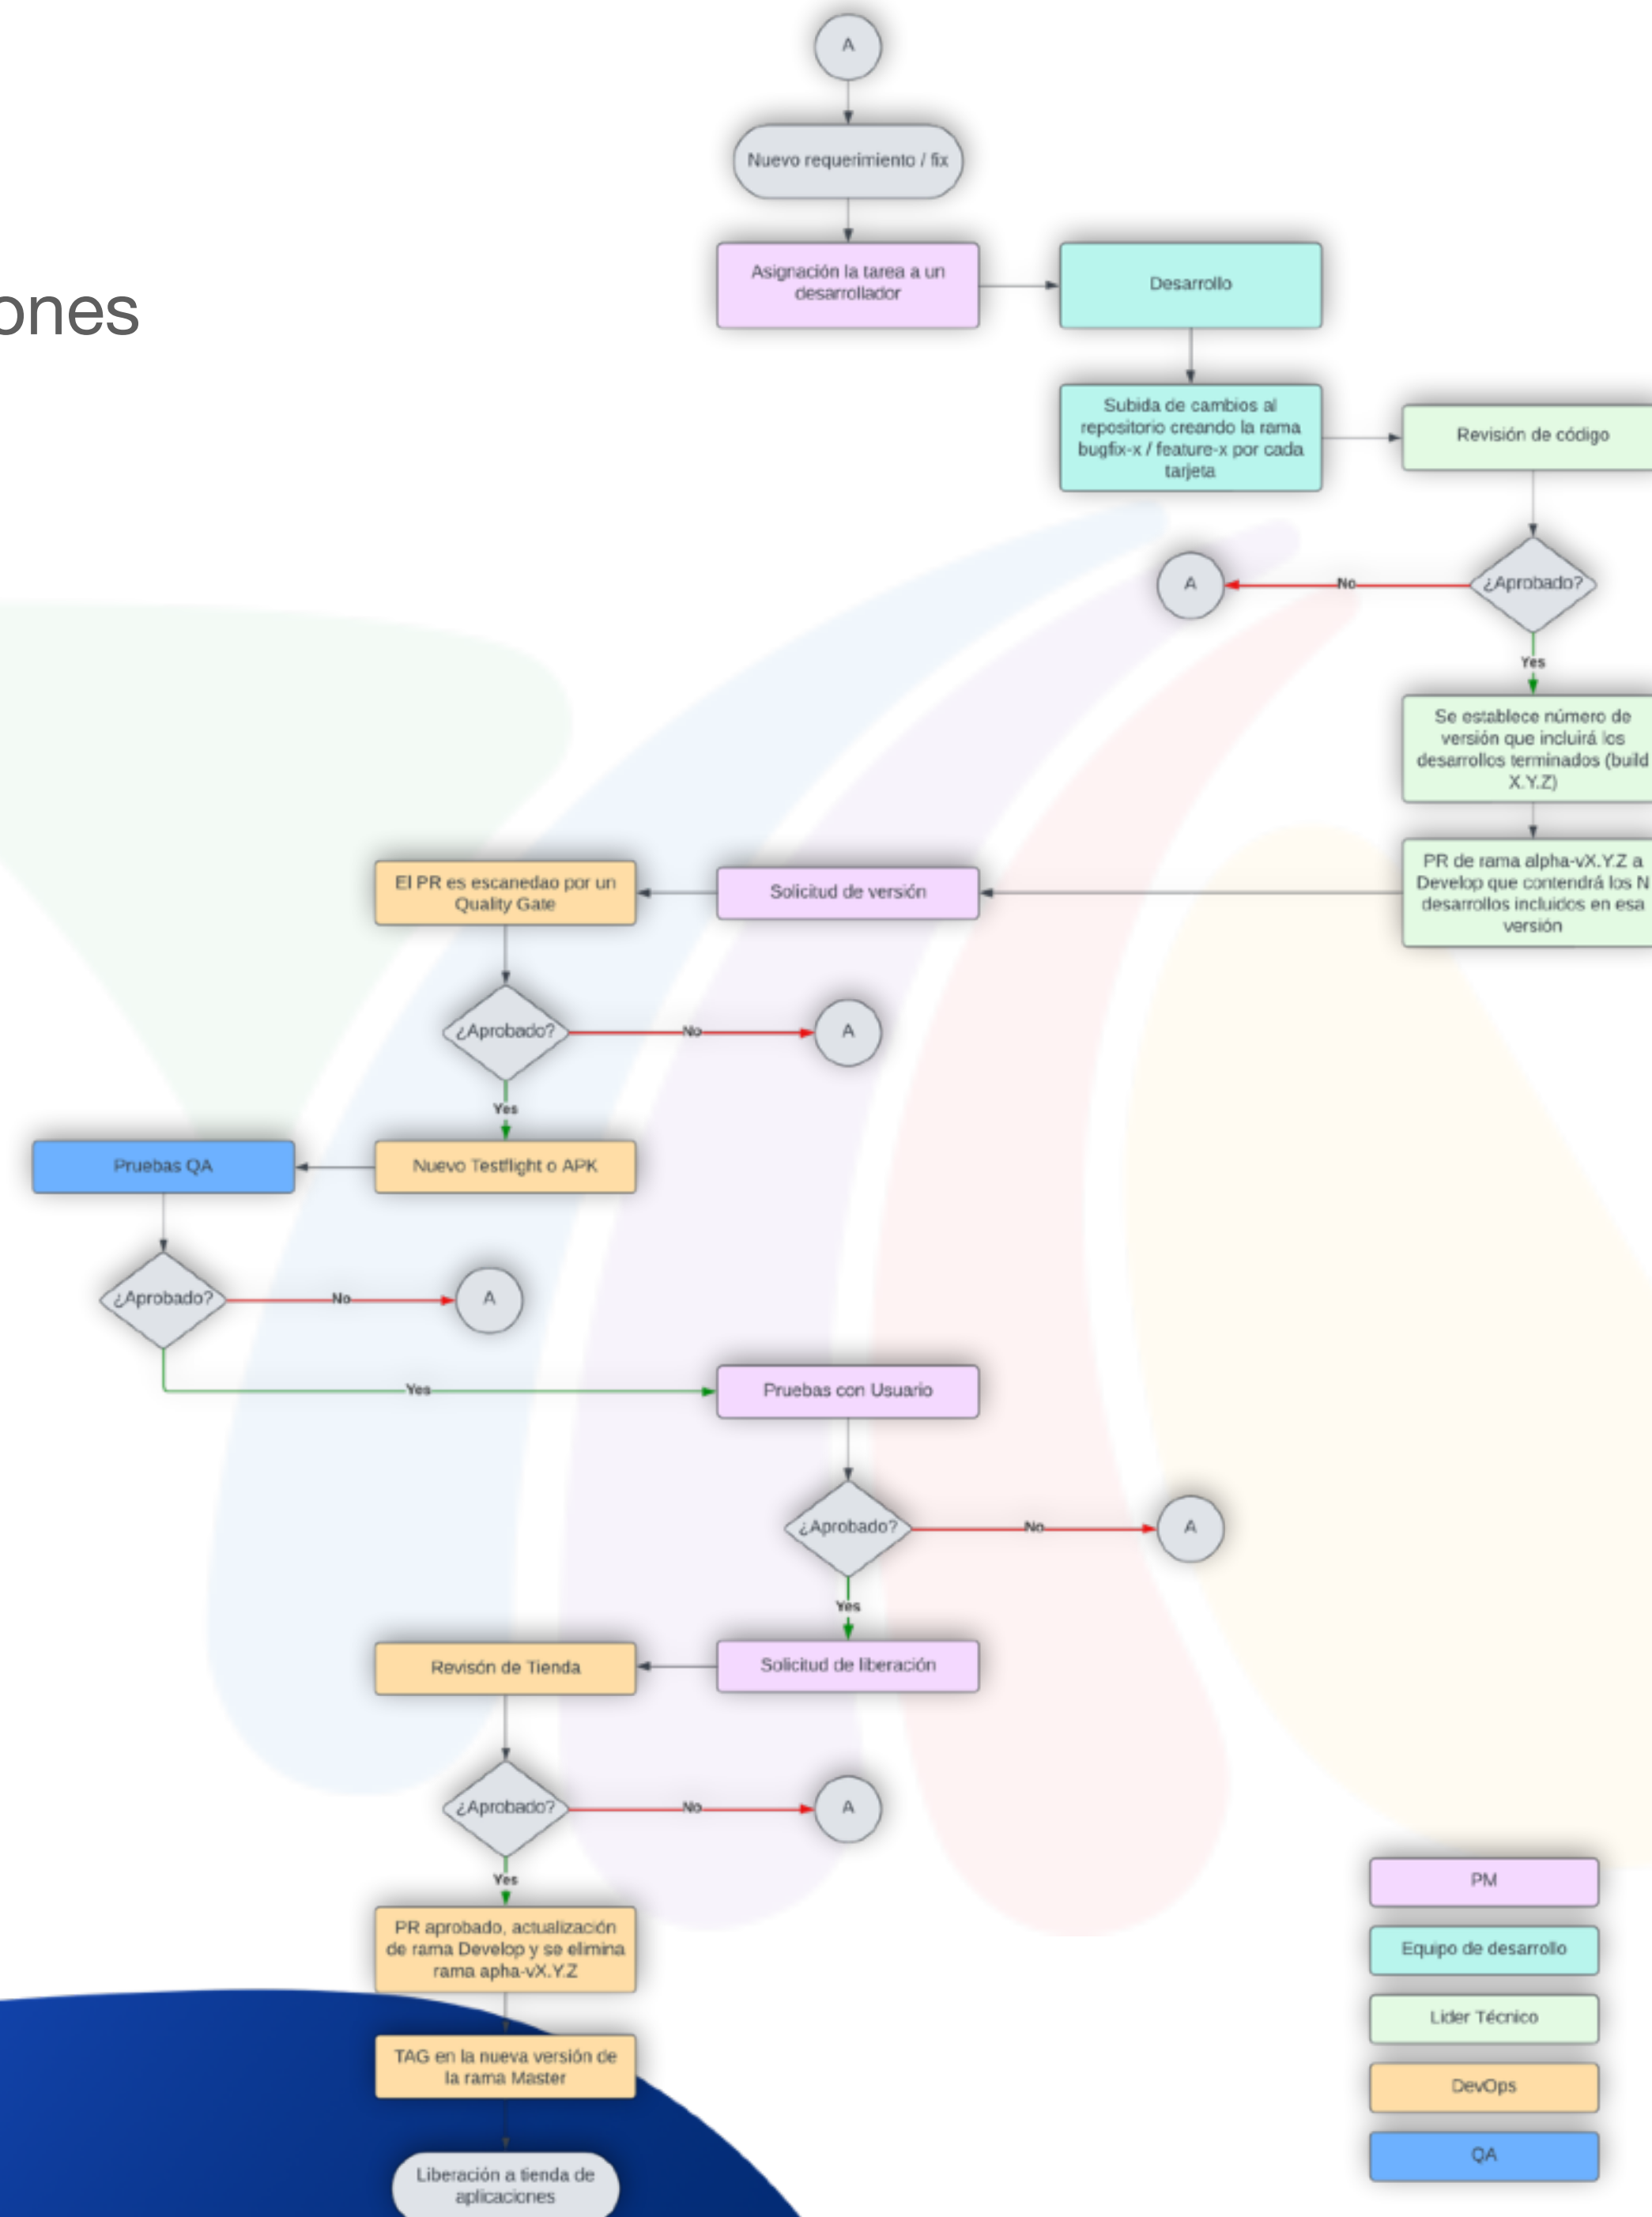 A
Nuevo requerimiento / fix
ones
Asignación la tarea a un
desarrollador
Desarrollo
Subida de cambios al
repositorio creando la rama
bugfix-x / feature-x por cada
tarjeta
Revisión de código
¿Aprobado?
No
A
Yes
Se establece número de
versión que incluirá los
desarrollos terminados (build
X.Y.Z)
PR de rama alpha-vX.Y.Z a
Develop que contendrá los N
desarrollos incluidos en esa
versión
Solicitud de versión
El PR es escanedao por un
Quality Gate
¿Aprobado?
No
A
Yes
Nuevo Testflight o APK
Pruebas QA
¿Aprobado?
No
A
Yes
Pruebas con Usuario
¿Aprobado?
No
A
Yes
Solicitud de liberación
Revisón de Tienda
¿Aprobado?
No
A
Yes
PR aprobado, actualización
de rama Develop y se elimina
rama apha-vX.Y.Z
TAG en la nueva versión de
la rama Master
Liberación a tienda de
aplicaciones
PM
Equipo de desarrollo
Lider Técnico
DevOps
QA